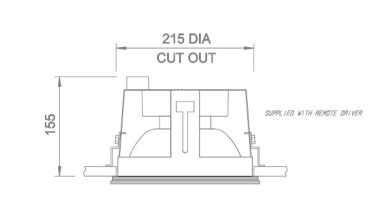 215 DIA
CUT OUT
155
SUPPLIED WITH REMOTE DRIVER